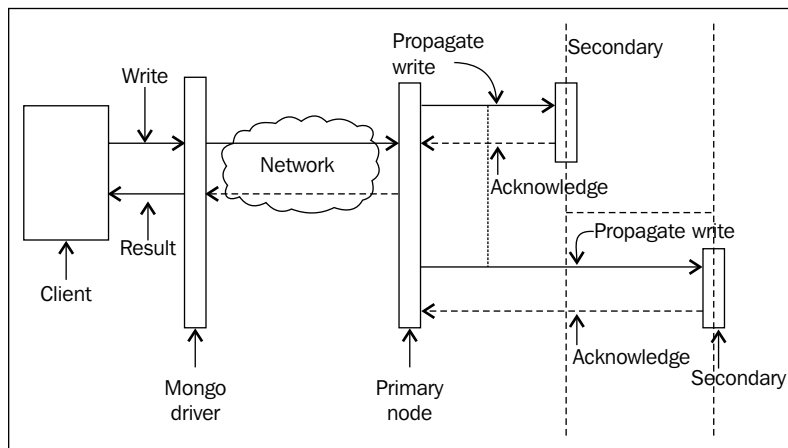 Propagate
write
Secondary
Write
Network
Acknowledge
Result
Propagate write
Client
Acknowledge
Mongo
driver
Primary
node
Secondary